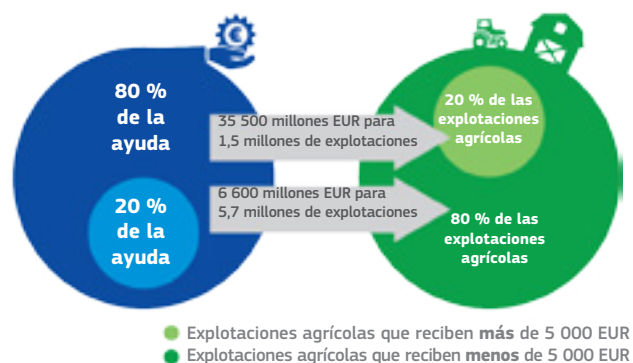 80 %
de la
ayuda
20 %
de la
ayuda
35 500 millones EUR para
1,5 millones de explotaciones
6 600 millones EUR para
5,7 millones de explotaciones
20 % de las
explotaciones
agrícolas
80 % de las
explotaciones
agrícolas
Explotaciones agrícolas que reciben más de 5 000 EUR
Explotaciones agrícolas que reciben menos de 5 000 EUR